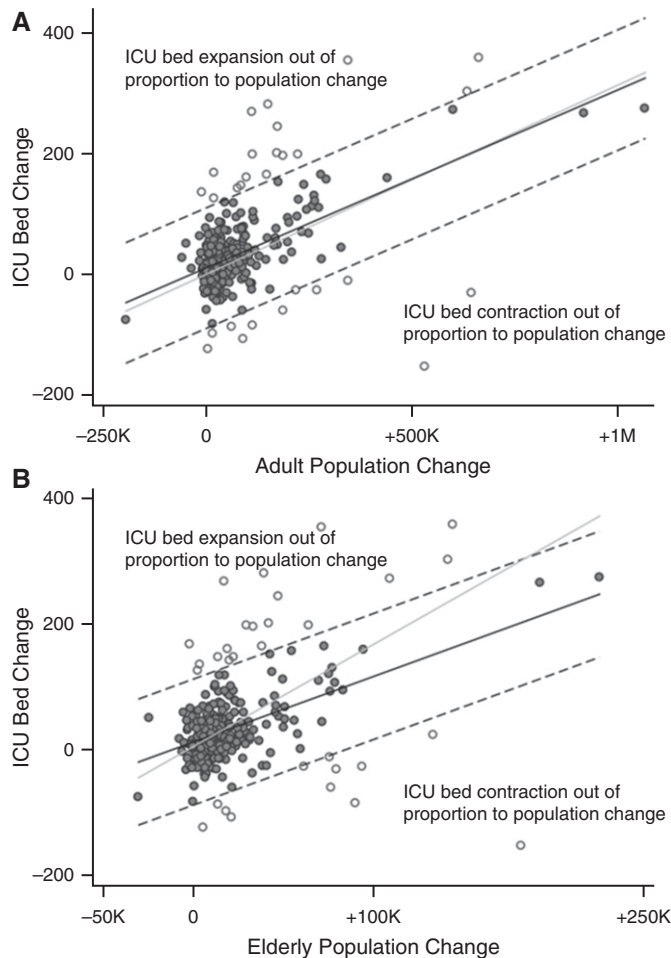 A
400
ICU bed expansion out of
proportion to population change
200
ICU Bed Change
0
ICU bed contraction out of
proportion to population change
–200
–250K
0
+500K
+1M
Adult Population Change
B
400
ICU bed expansion out of
proportion to population change
200
ICU Bed Change
0
ICU bed contraction out of
proportion to population change
–200
–50K
0
+100K
+250K
Elderly Population Change